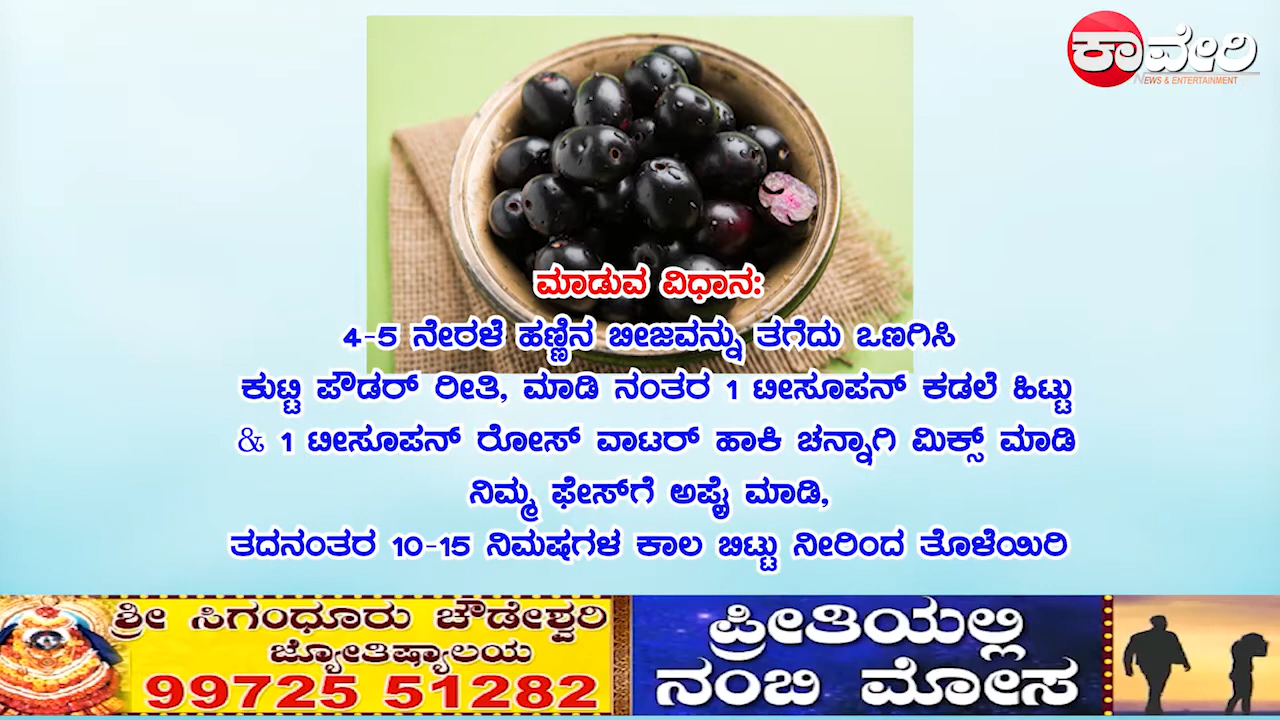 ಕಾವೇರಿ
NEWS & ENTERTAINMENT
ಮಾಡುವ ವಿಧಾನ:
4-5 ನೇರಳೆ ಹಣ್ಣಿನ ಬೀಜವನ್ನು ತಗೆದು ಒಣಗಿಸಿ
ಕುಟ್ಟಿ ಪೌಡರ್ ರೀತಿ, ಮಾಡಿ ನಂತರ 1 ಟೀಸೂಪನ್ ಕಡಲೆ ಹಿಟ್ಟು
& 1 ಟೀಸೂಪನ್ ರೋಸ್ ವಾಟರ್ ಹಾಕಿ ಚನ್ನಾಗಿ ಮಿಕ್ಸ್ ಮಾಡಿ
ನಿಮ್ಮ ಫೇಸ್‌ಗೆ ಅಪ್ಲೈ ಮಾಡಿ,
ತದನಂತರ 10-15 ನಿಮಷಗಳ ಕಾಲ ಬಿಟ್ಟು ನೀರಿಂದ ತೊಳೆಯಿರಿ
ಶ್ರೀ ಸಿಗಂಧೂರು ಚೌಡೇಶ್ವರಿ
ಜ್ಯೋತಿಷ್ಯಾಲಯ
99725 51282
ಪ್ರೀತಿಯಲ್ಲಿ
ನಂಬಿ ಮೋಸ